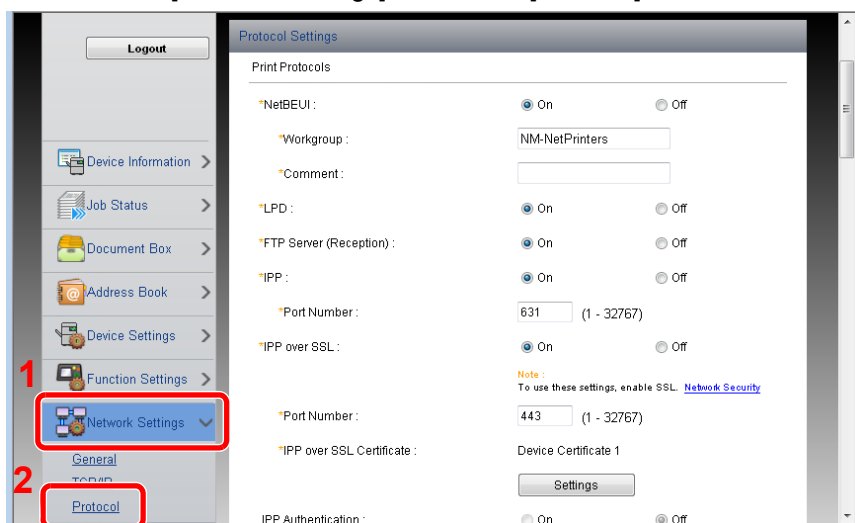 Logout
Device Information
Job Status
Document Box
Address Book
Device Settings
1
Function Settings
Network Settings
General
TCP/IP
2
Protocol
Protocol Settings
Print Protocols
*NetBEUI : On Off
*Workgroup : NM-NetPrinters
*Comment :
*LPD : On Off
*FTP Server (Reception) : On Off
*IPP : On Off
*Port Number : 631 (1 - 32767)
*IPP over SSL : On Off
Note :
To use these settings, enable SSL. Network Security
*Port Number : 443 (1 - 32767)
*IPP over SSL Certificate : Device Certificate 1
Settings
IPP Authentication : On Off